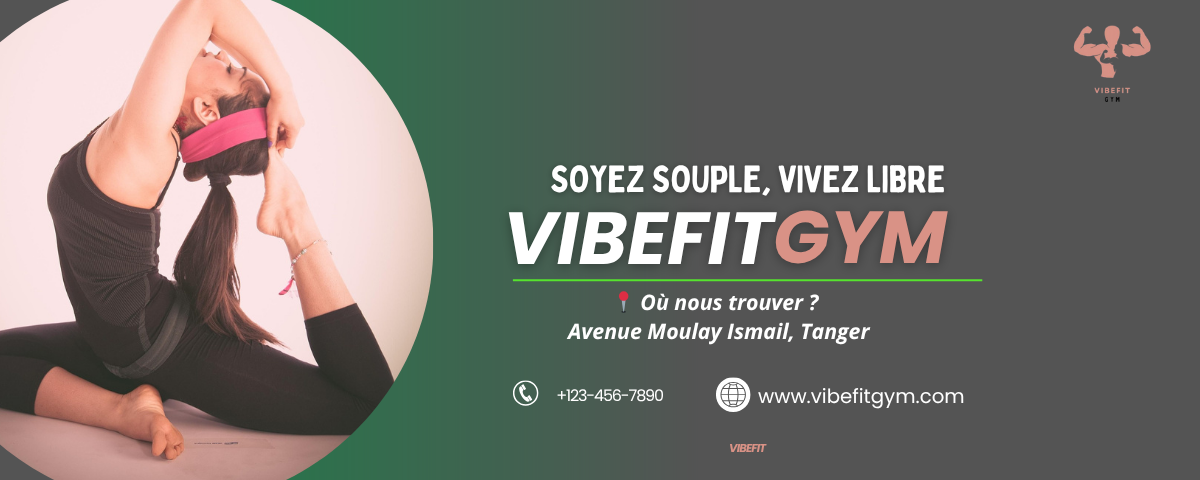 VIBEFIT
GYM
SOYEZ SOUPLE, VIVEZ LIBRE
VIBEFITGYM
📍 Où nous trouver ?
Avenue Moulay Ismail, Tanger
+123-456-7890
www.vibefitgym.com
VIBEFIT